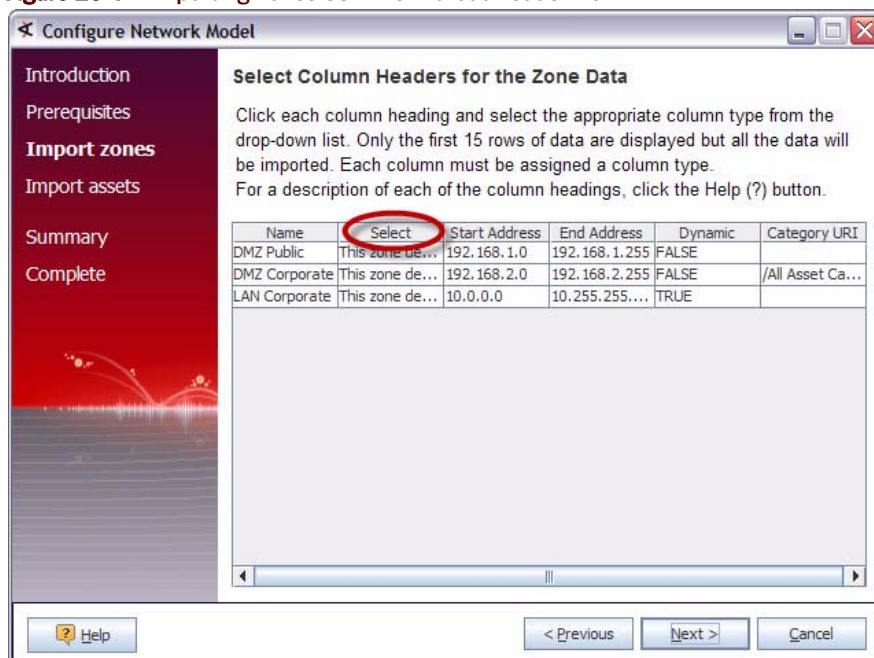 Configure Network Model
Introduction
Prerequisites
Import zones
Import assets
Summary
Complete
Select Column Headers for the Zone Data
Click each column heading and select the appropriate column type from the
drop-down list. Only the first 15 rows of data are displayed but all the data will
be imported. Each column must be assigned a column type.
For a description of each of the column headings, click the Help (?) button.
Name Select Start Address End Address Dynamic Category URI
DMZ Public This zone de... 192.168.1.0 192.168.1.255 FALSE
DMZ Corporate This zone de... 192.168.2.0 192.168.2.255 FALSE /All Asset Ca...
LAN Corporate This zone de... 10.0.0.0 10.255.255.... TRUE
Help < Previous Next > Cancel